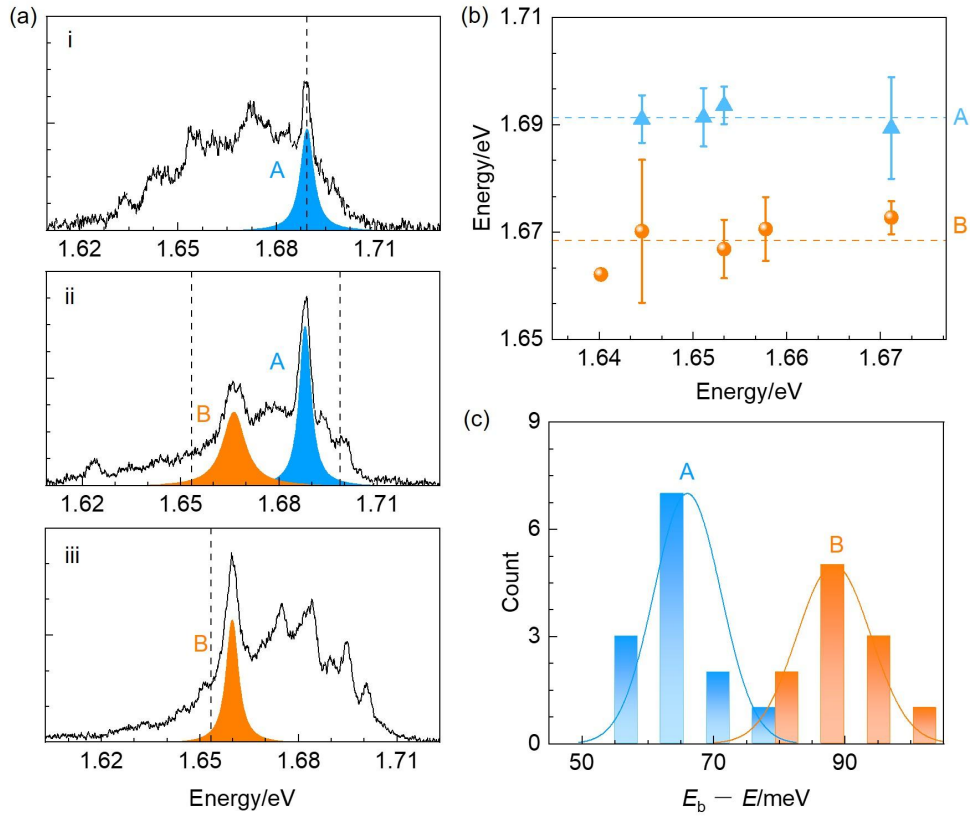 (a)
i
A
1.62 1.65 1.68 1.71
ii
B
A
1.62 1.65 1.68 1.71
iii
B
1.62 1.65 1.68 1.71
Energy/eV
(b)
1.71
1.69
1.67
1.65
Energy/eV
A
B
1.64 1.65 1.66 1.67
Energy/eV
(c)
9
6
3
0
Count
A
B
50 70 90
E_b − E/meV